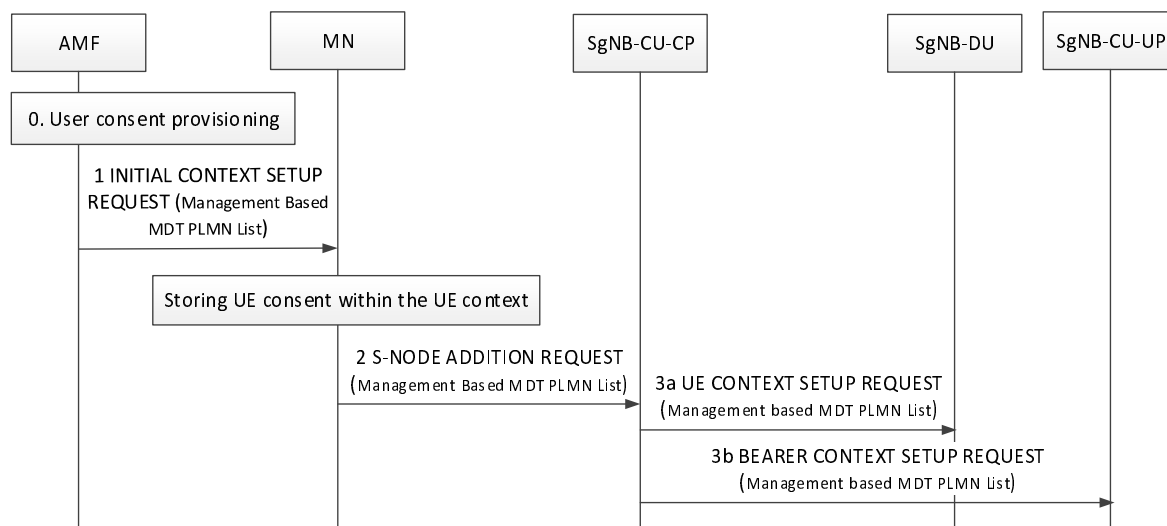 AMF
MN
SgNB-CU-CP
SgNB-DU
SgNB-CU-UP
0. User consent provisioning
1 INITIAL CONTEXT SETUP
REQUEST (Management Based
MDT PLMN List)
Storing UE consent within the UE context
2 S-NODE ADDITION REQUEST
(Management Based MDT PLMN List)
3a UE CONTEXT SETUP REQUEST
(Management based MDT PLMN List)
3b BEARER CONTEXT SETUP REQUEST
(Management based MDT PLMN List)